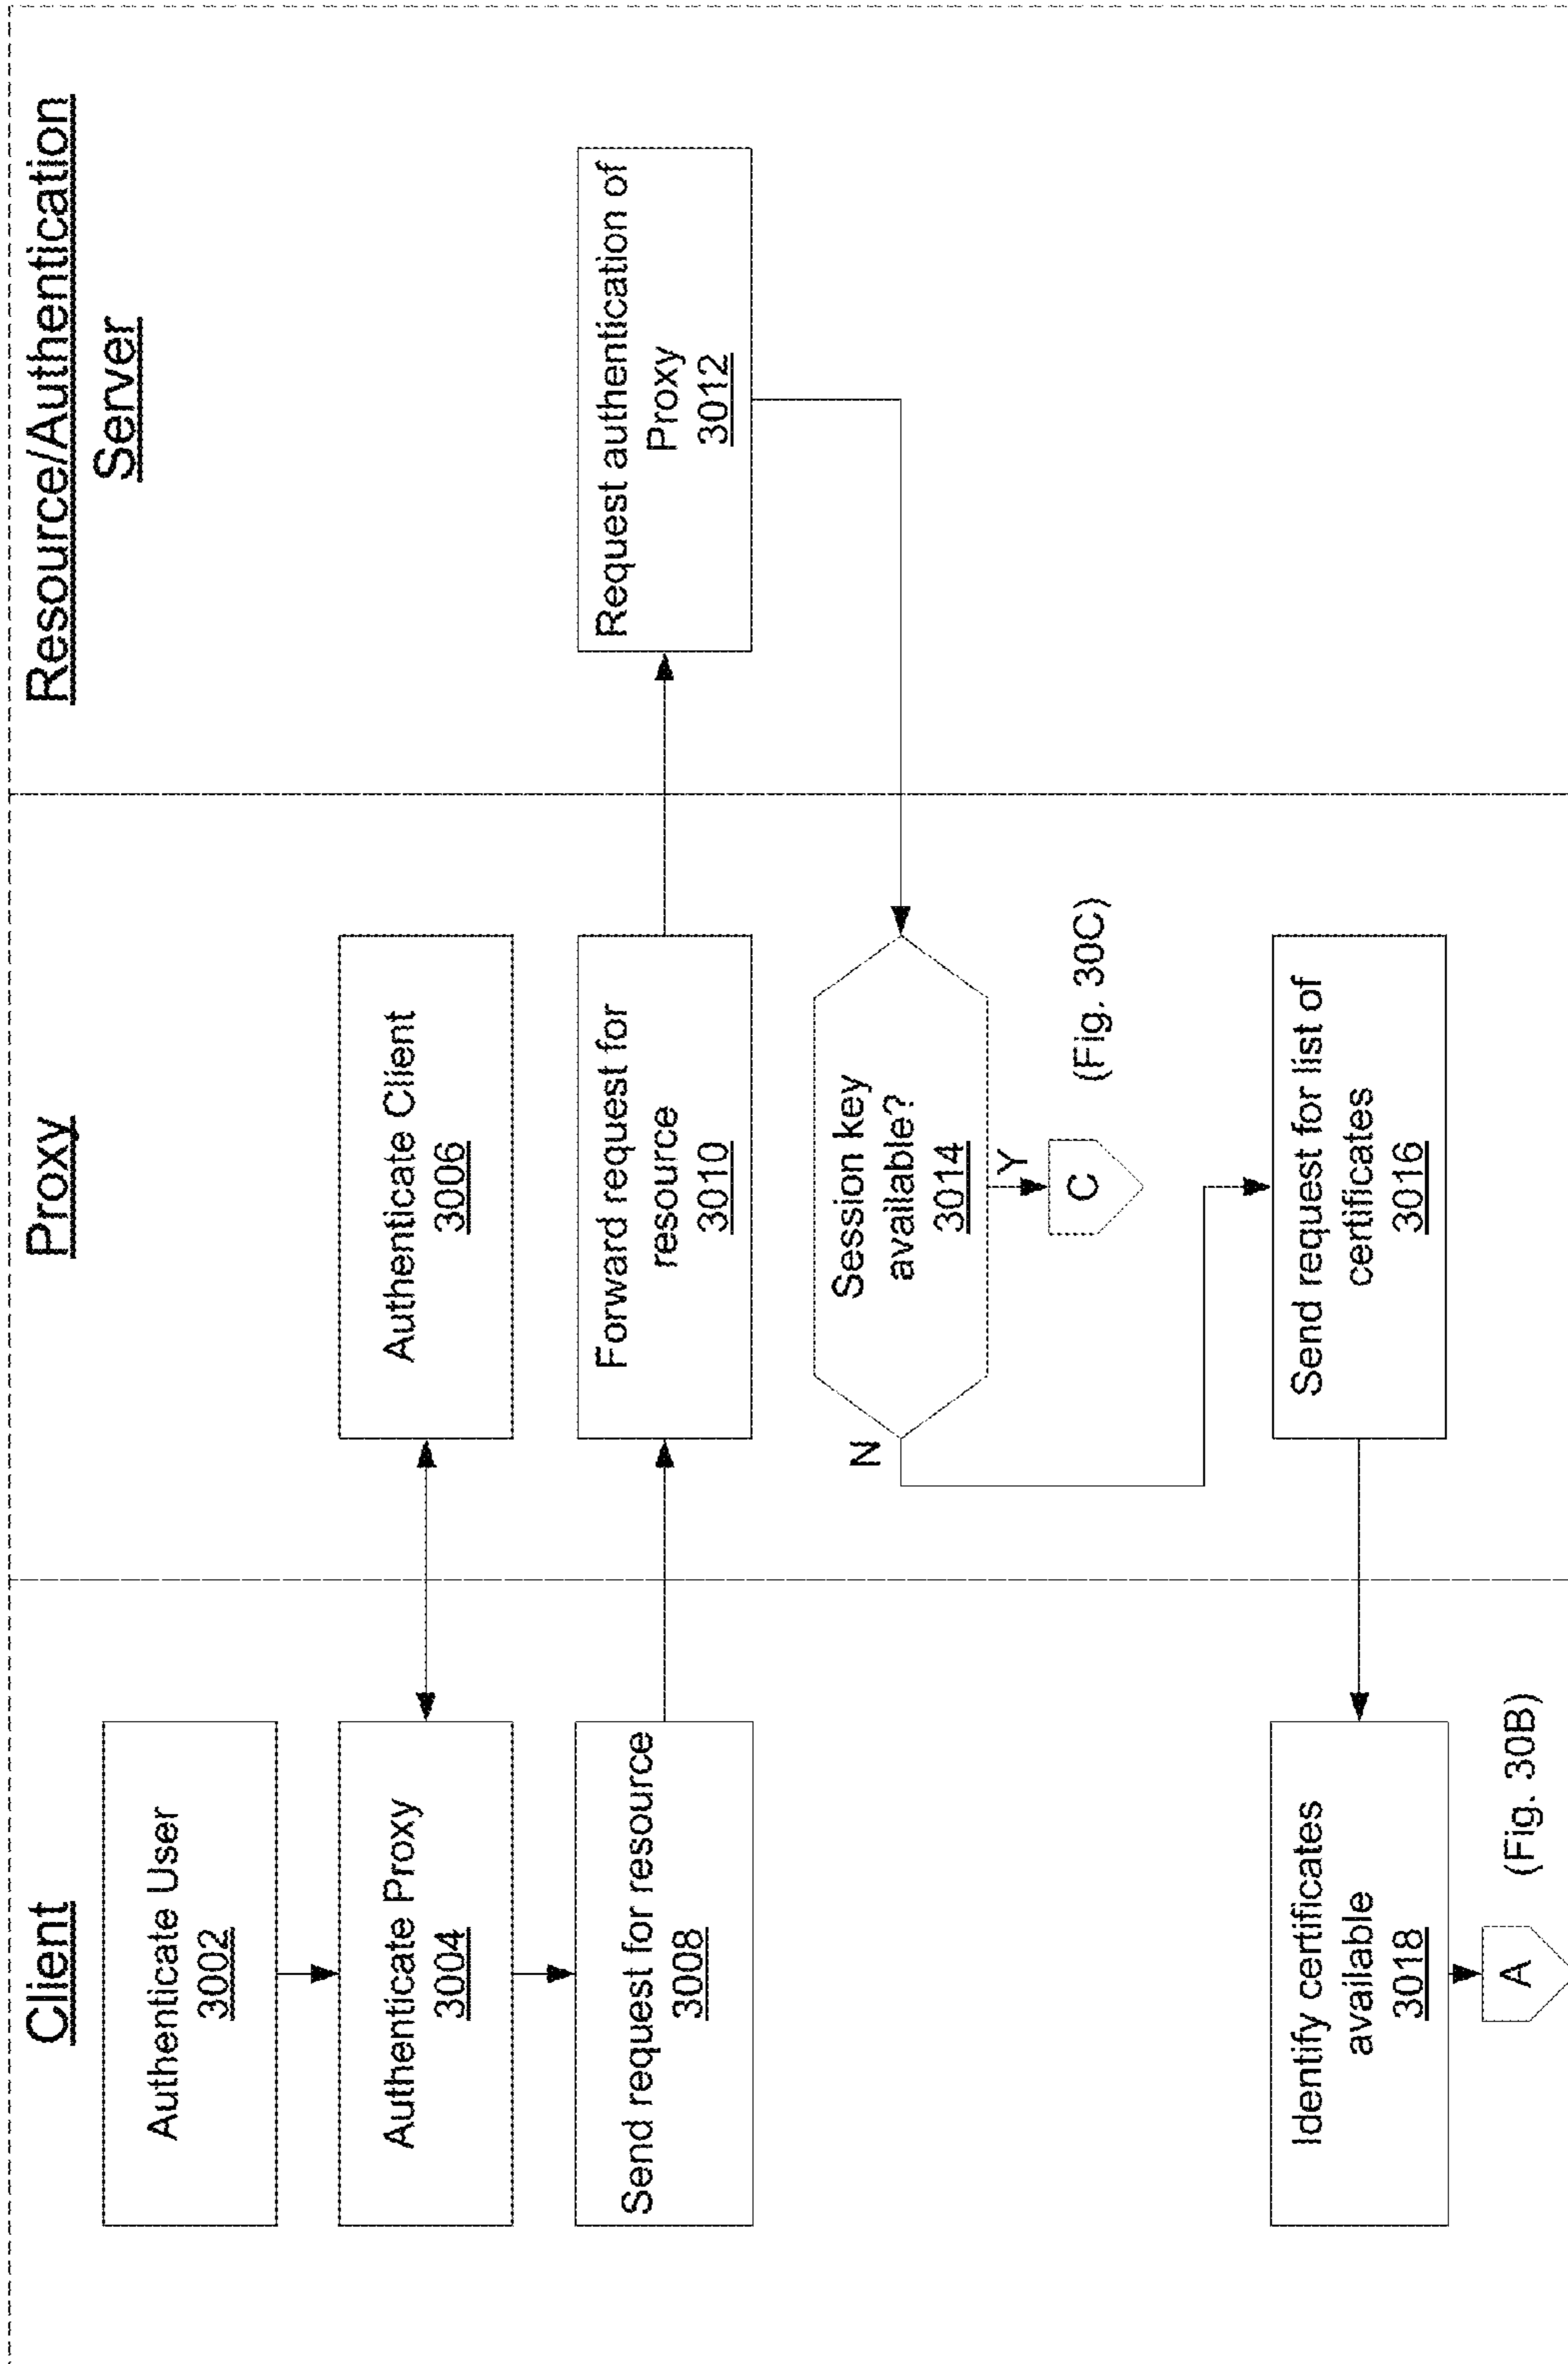 Client
Proxy
Resource/Authentication
Server
Authenticate User
3002
Authenticate Proxy
3004
Authenticate Client
3006
Send request for resource
3008
Forward request for
resource
3010
Request authentication of
Proxy
3012
Session key
available?
3014
N
Y
C
(Fig. 30C)
Send request for list of
certificates
3016
Identify certificates
available
3018
A
(Fig. 30B)